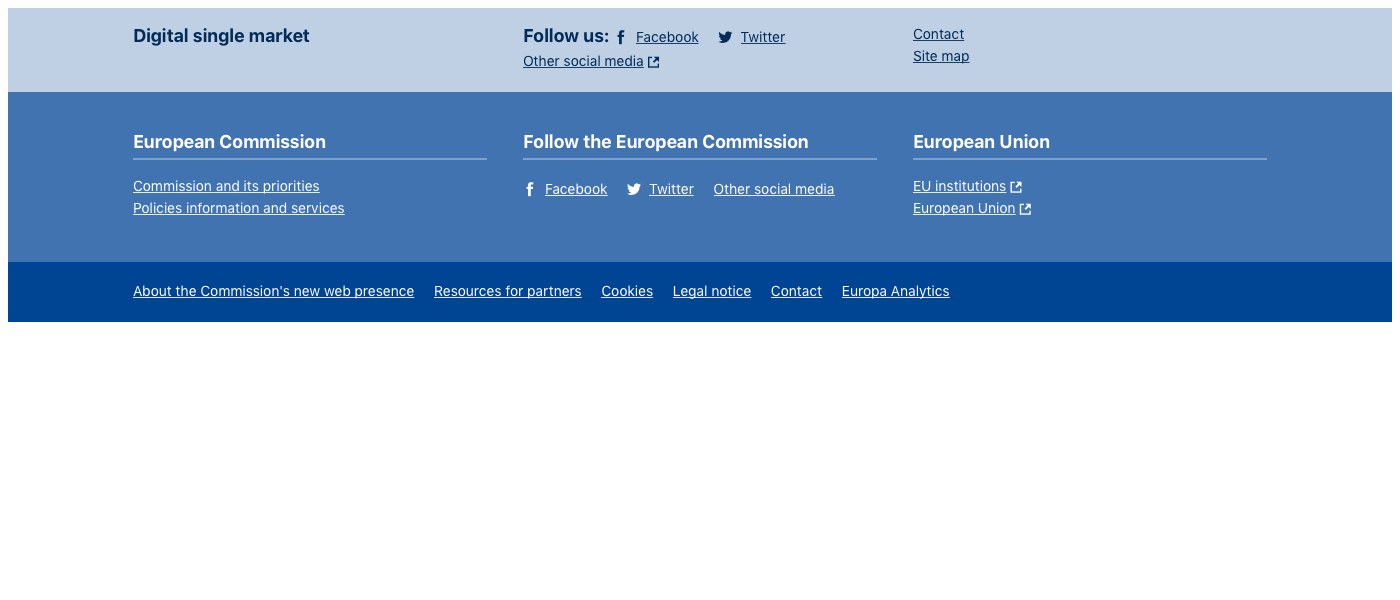 Digital single market
Follow us: Facebook Twitter
Other social media
Contact
Site map
European Commission
Commission and its priorities
Policies information and services
Follow the European Commission
Facebook Twitter Other social media
European Union
EU institutions
European Union
About the Commission's new web presence Resources for partners Cookies Legal notice Contact Europa Analytics